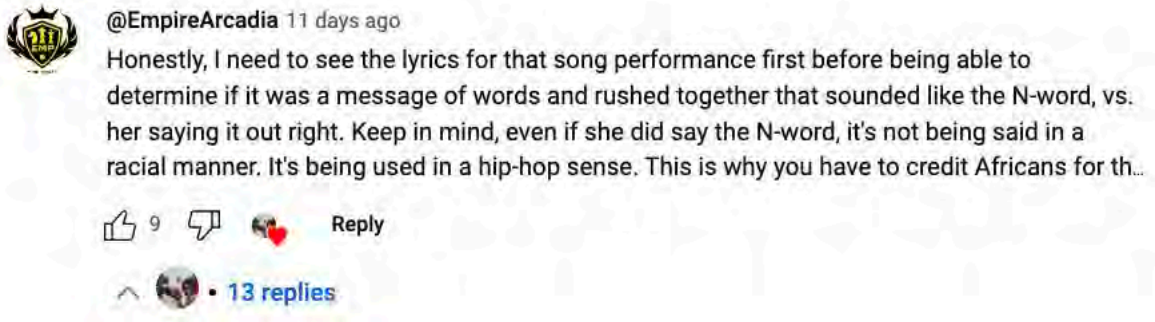 @EmpireArcadia 11 days ago
Honestly, I need to see the lyrics for that song performance first before being able to
determine if it was a message of words and rushed together that sounded like the N-word, vs.
her saying it out right. Keep in mind, even if she did say the N-word, it's not being said in a
racial manner. It's being used in a hip-hop sense. This is why you have to credit Africans for th...
9 Reply
• 13 replies
EMP